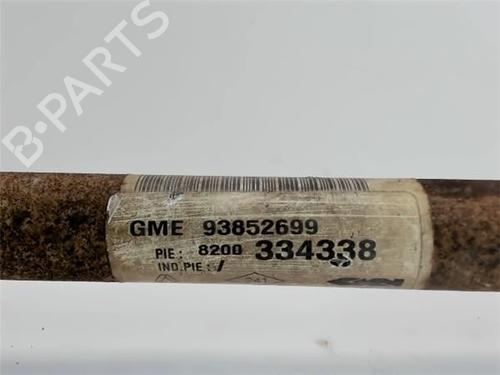 B-PARTS
GME 93852699
PIE : 8200 334338
IND.PIE : /